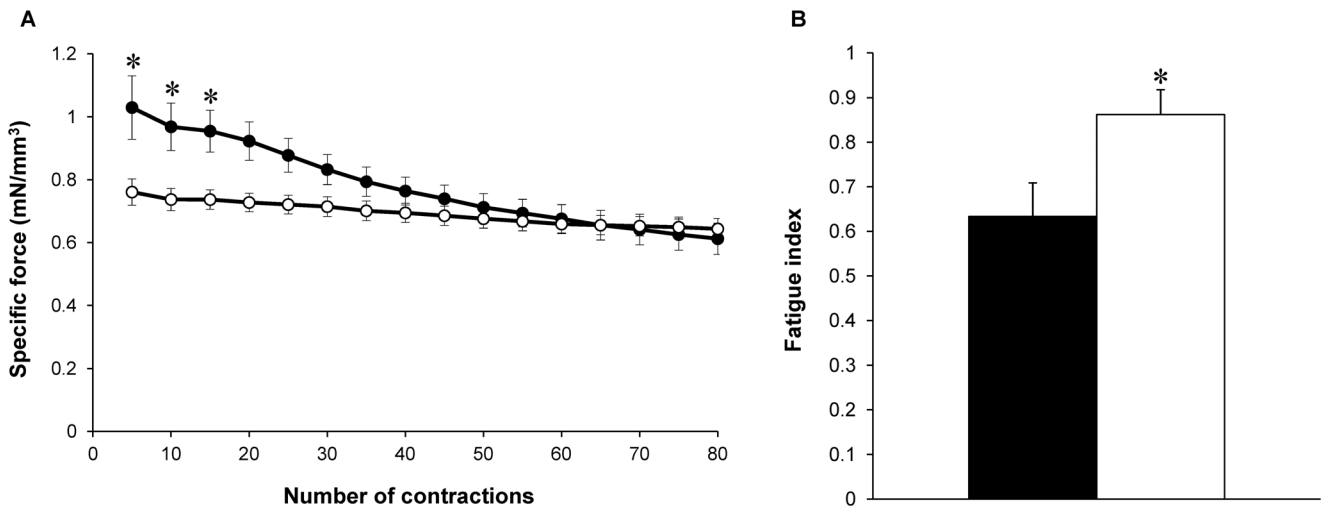 A
B
1.2
1
0.8
0.6
0.4
0.2
0
* * *
0 10 20 30 40 50 60 70 80
Number of contractions
Specific force (mN/mm³)
1
0.9
0.8
0.7
0.6
0.5
0.4
0.3
0.2
0.1
0
*
Fatigue index